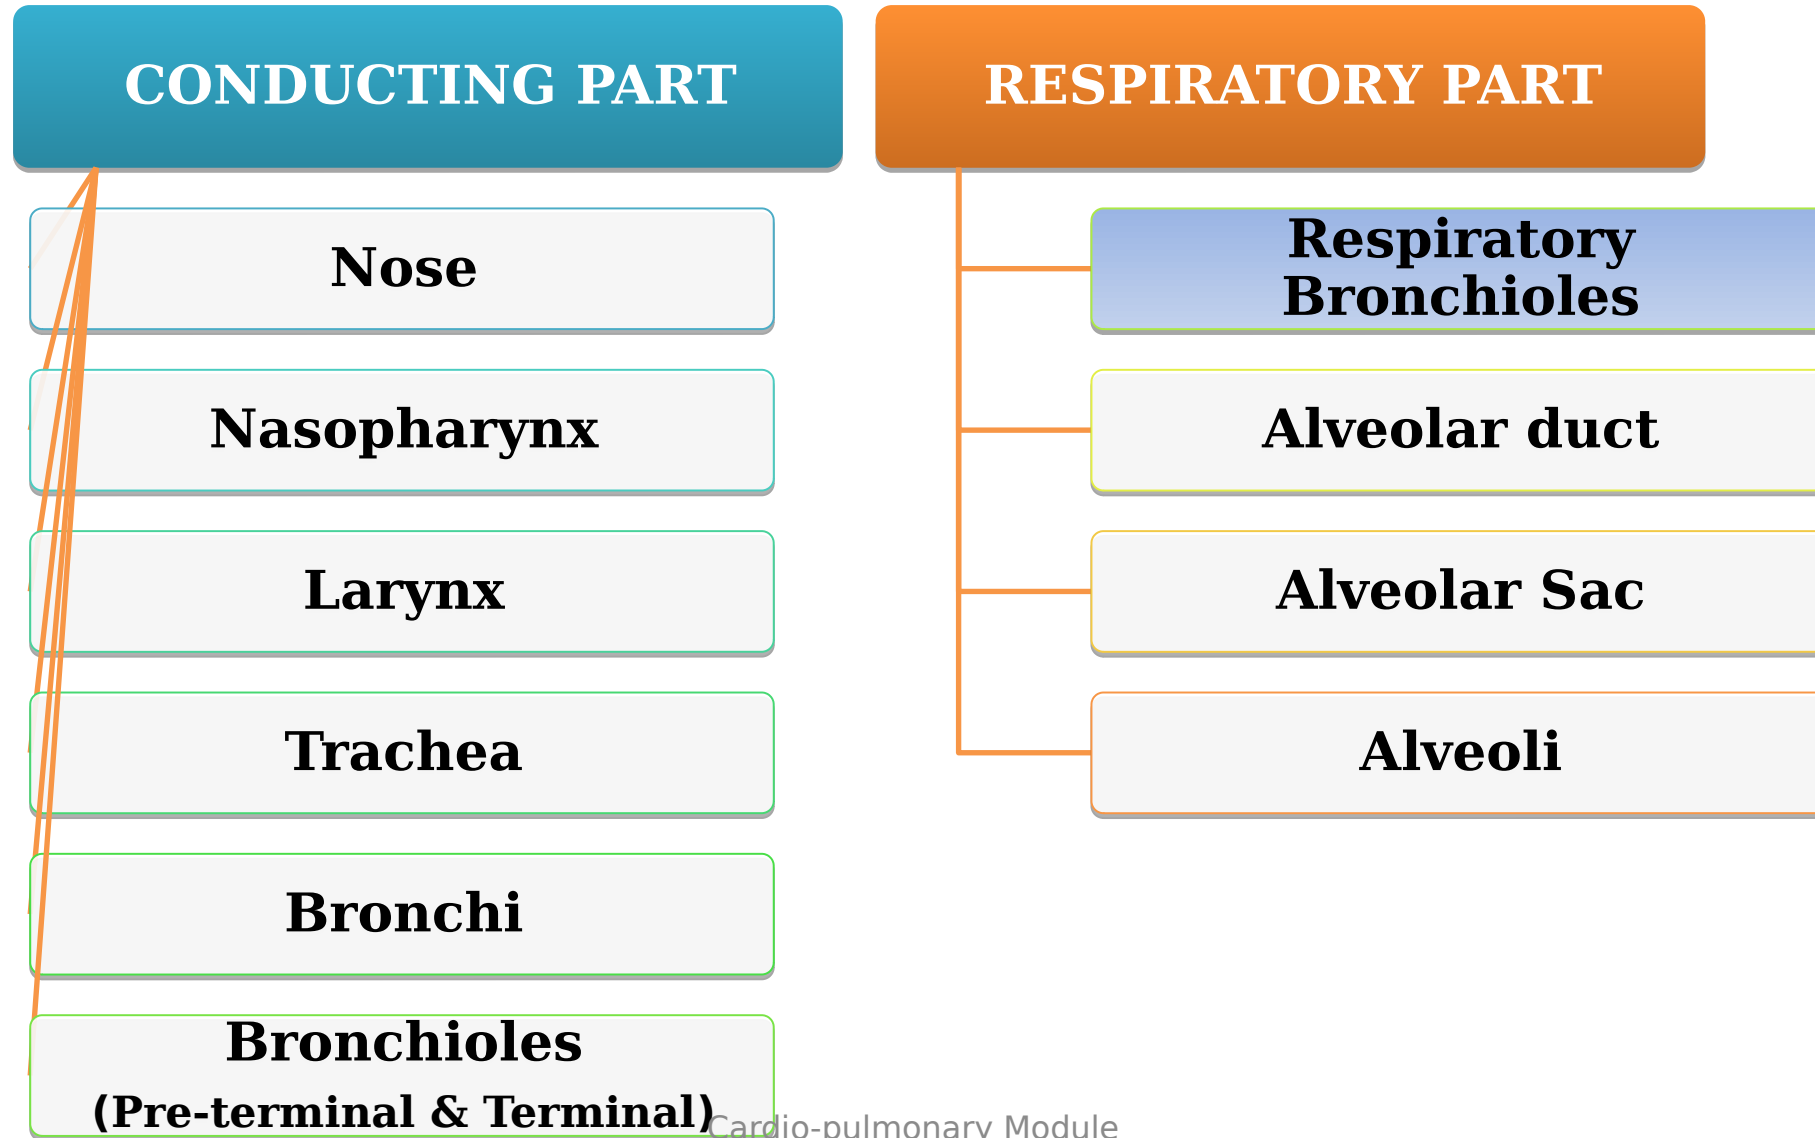 CONDUCTING PART
Nose
Nasopharynx
Larynx
Trachea
Bronchi
Bronchioles
(Pre-terminal & Terminal)
RESPIRATORY PART
Respiratory
Bronchioles
Alveolar duct
Alveolar Sac
Alveoli
Cardio-pulmonary Module